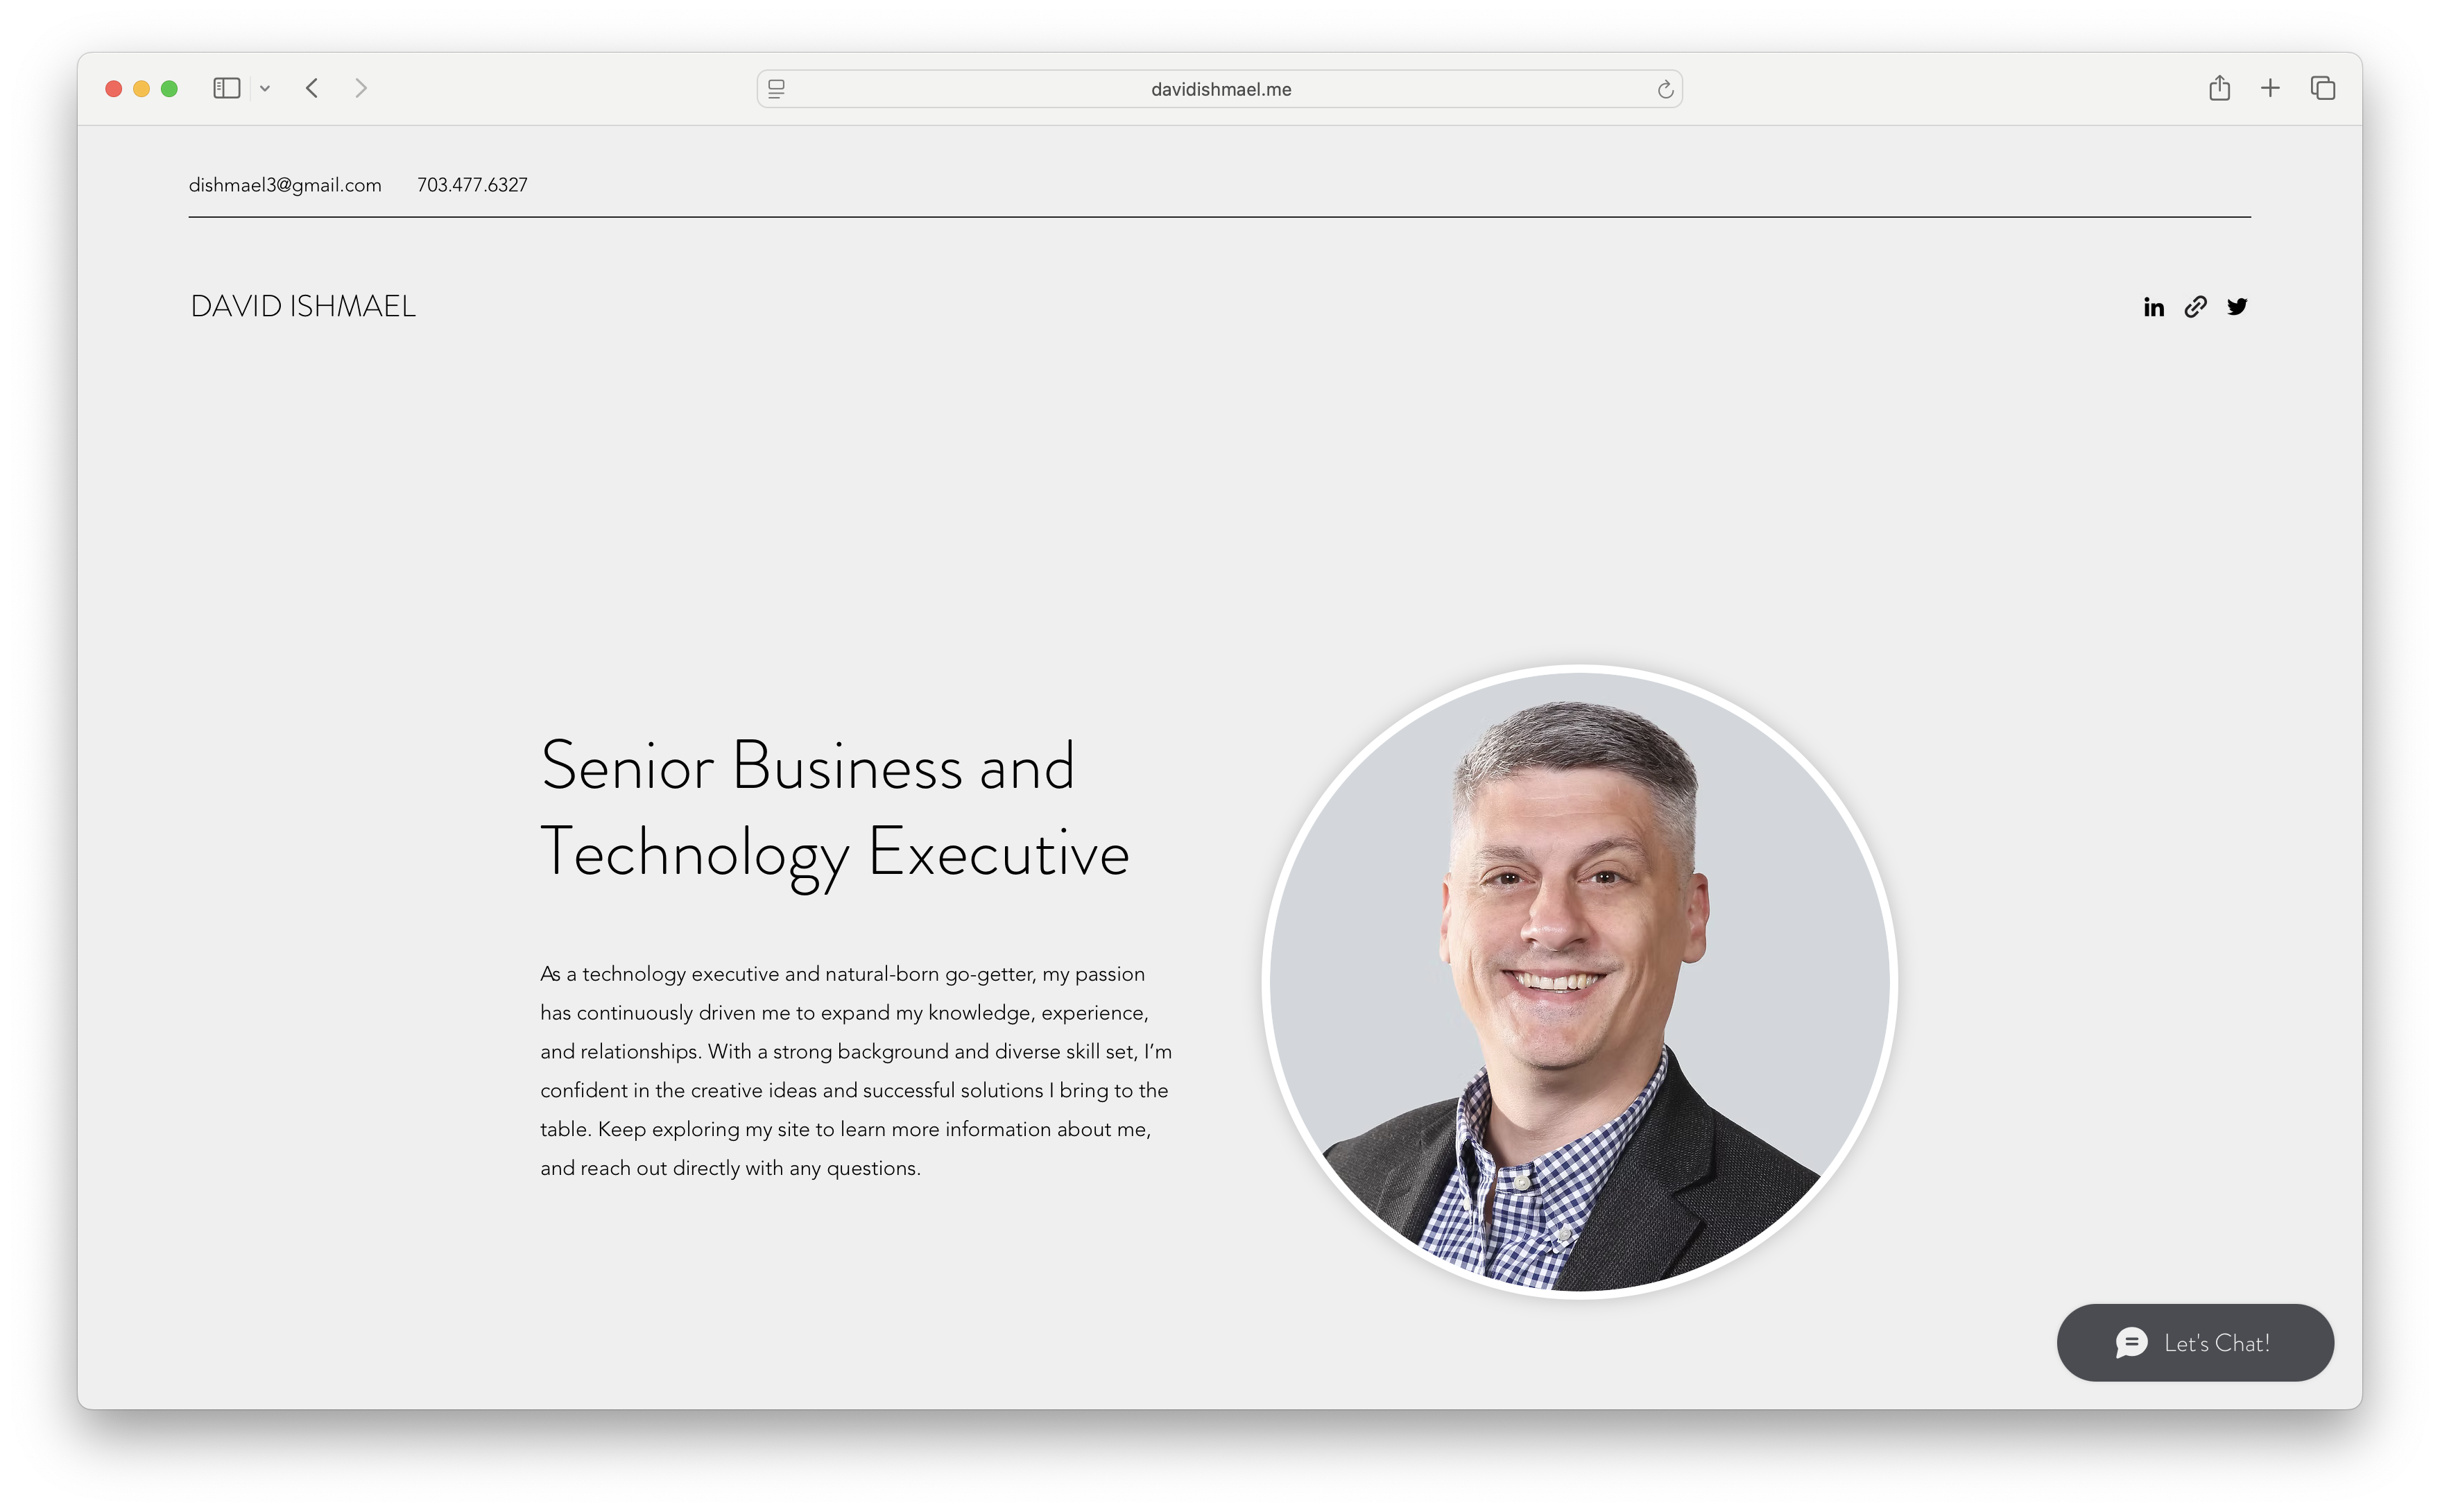 davidishmael.me
dishmael3@gmail.com 703.477.6327
DAVID ISHMAEL
in
Senior Business and
Technology Executive
As a technology executive and natural-born go-getter, my passion
has continuously driven me to expand my knowledge, experience,
and relationships. With a strong background and diverse skill set, I’m
confident in the creative ideas and successful solutions I bring to the
table. Keep exploring my site to learn more information about me,
and reach out directly with any questions.
Let's Chat!